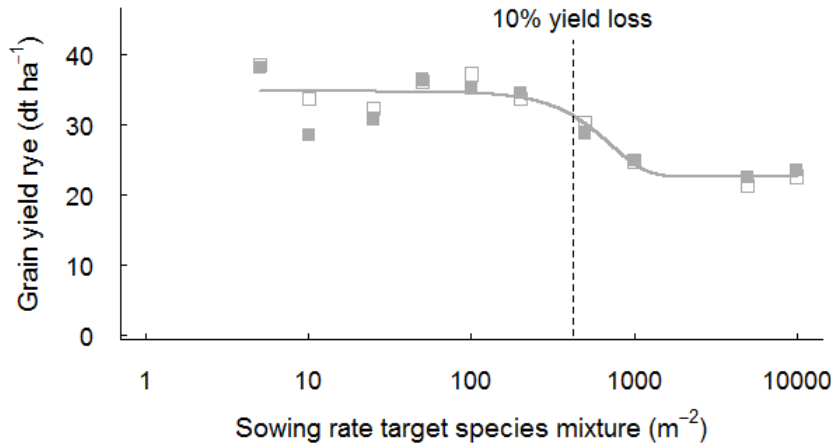 10% yield loss
Grain yield rye (dt ha⁻¹)
40
30
20
10
0
1 10 100 1000 10000
Sowing rate target species mixture (m⁻²)